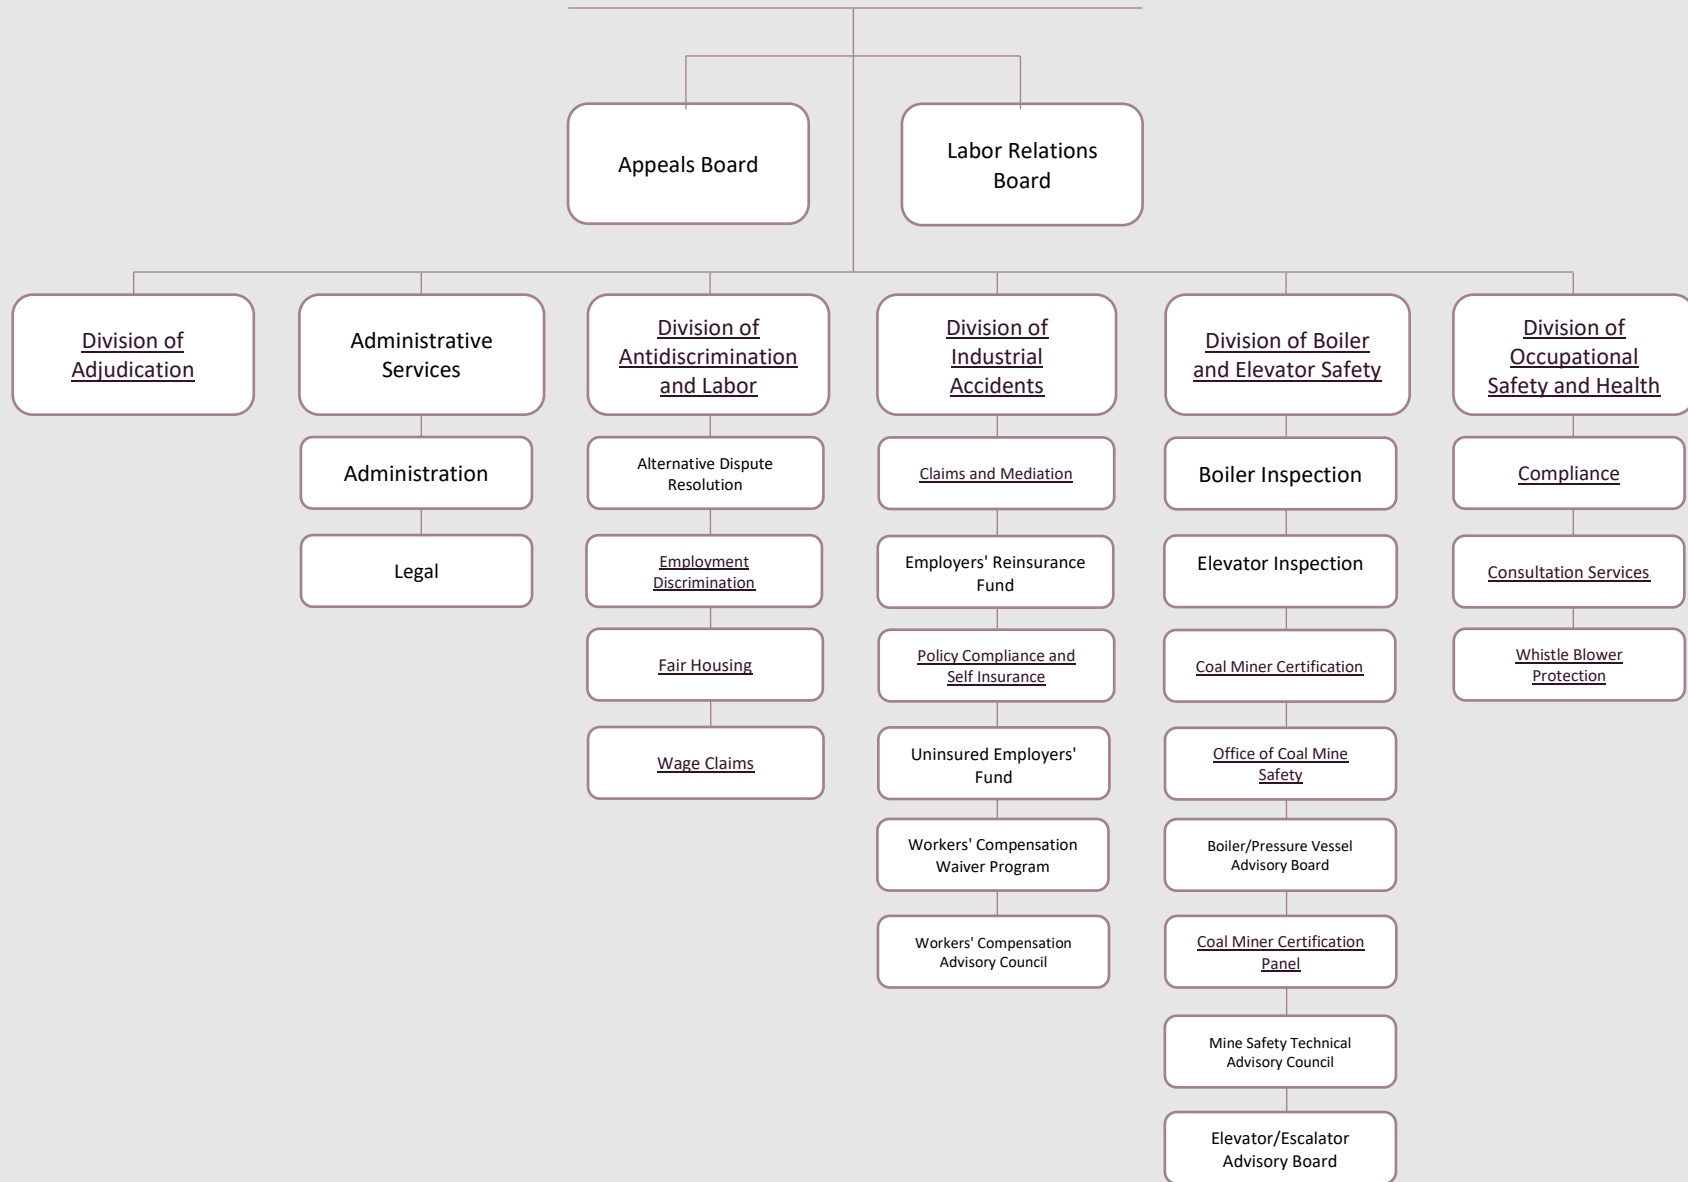 Appeals Board
Labor Relations
Board
Division of
Adjudication
Administrative
Services
Division of
Antidiscrimination
and Labor
Division of
Industrial
Accidents
Division of Boiler
and Elevator Safety
Division of
Occupational
Safety and Health
Administration
Legal
Alternative Dispute
Resolution
Employment
Discrimination
Fair Housing
Wage Claims
Claims and Mediation
Employers' Reinsurance
Fund
Policy Compliance and
Self Insurance
Uninsured Employers'
Fund
Workers' Compensation
Waiver Program
Workers' Compensation
Advisory Council
Boiler Inspection
Elevator Inspection
Coal Miner Certification
Office of Coal Mine
Safety
Boiler/Pressure Vessel
Advisory Board
Coal Miner Certification
Panel
Mine Safety Technical
Advisory Council
Elevator/Escalator
Advisory Board
Compliance
Consultation Services
Whistle Blower
Protection